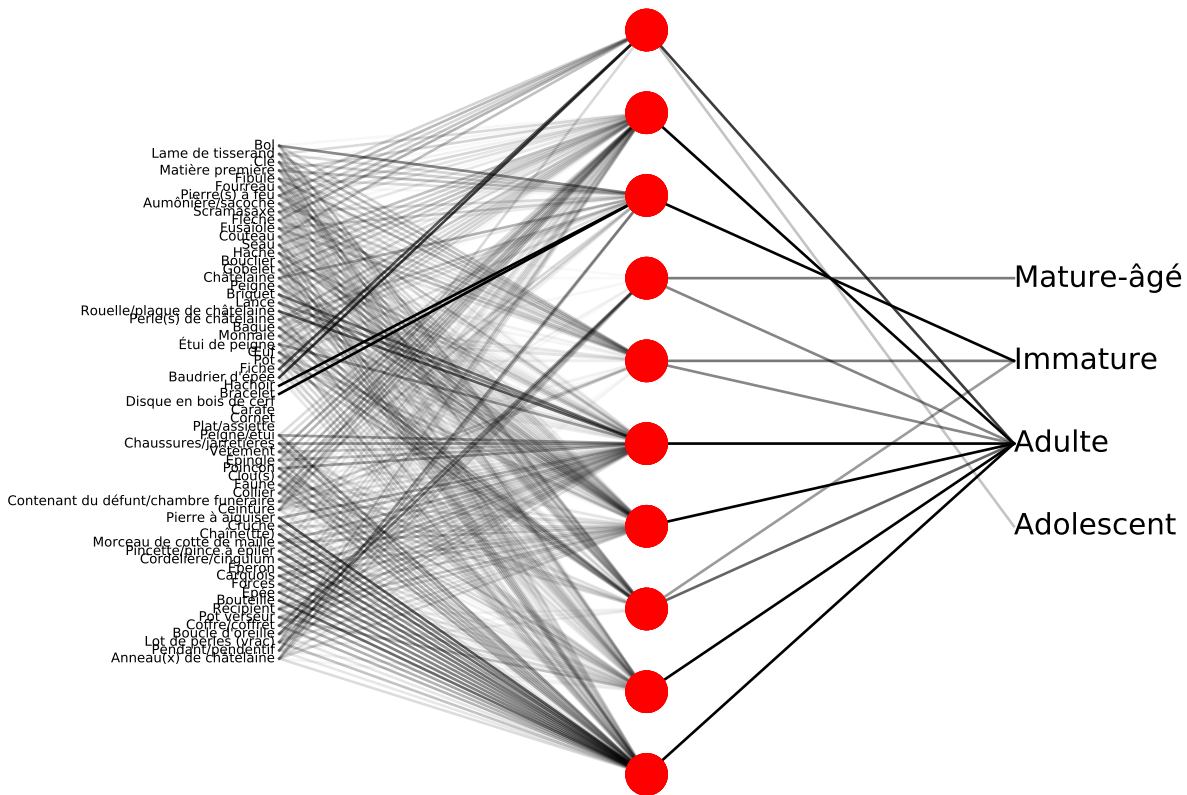 Bol
Lame de tisserand
Clé
Matière première
Fibule
Fourreau
Pierre(s) à feu
Aumônière/sacoche
Scramasaxe
Flèche
Fusaïole
Couteau
Seau
Hache
Bouclier
Gobelet
Châtelaine
Peigne
Briquet
Lance
Rouelle/plaque de châtelaine
Perle(s) de châtelaine
Bague
Monnaie
Étui de peigne
Œuf
Pot
Fiche
Baudrier d'épée
Hachoir
Bracelet
Disque en bois de cerf
Carafe
Cornet
Plat/assiette
Peigne/étui
Chaussures/jarretières
Vêtement
Épingle
Poinçon
Clou(s)
Faune
Collier
Contenant du défunt/chambre funéraire
Ceinture
Pierre à aiguiser
Cruche
Chaîne(tte)
Morceau de cotte de maille
Pincette/pince à épiler
Cordelière/cingulum
Éperon
Carquois
Forces
Épée
Bouteille
Récipient
Pot verseur
Coffre/coffret
Boucle d'oreille
Lot de perles (vrac)
Pendant/pendentif
Anneau(x) de châtelaine
Mature-âgé
Immature
Adulte
Adolescent